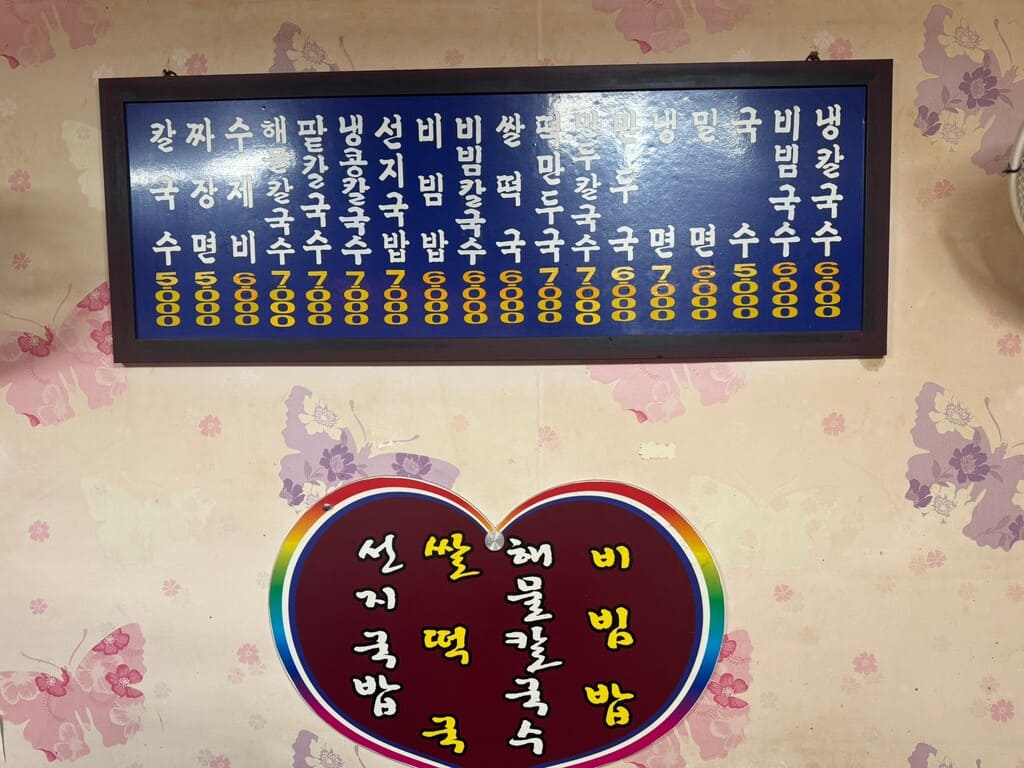 칼국수 5000
짜장면 5000
수제비 6000
해물칼국수 7000
팥칼국수 7000
냉콩칼국수 7000
선지국밥 7000
비빔밥 6000
비빔칼국수 6000
쌀떡국 6000
떡만두국 7000
만두칼국수 7000
만두국 6000
냉면 7000
밀면 6000
국수 5000
비빔국수 6000
냉칼국수 6000
선지국밥
쌀떡국
해물칼국수
비빔밥